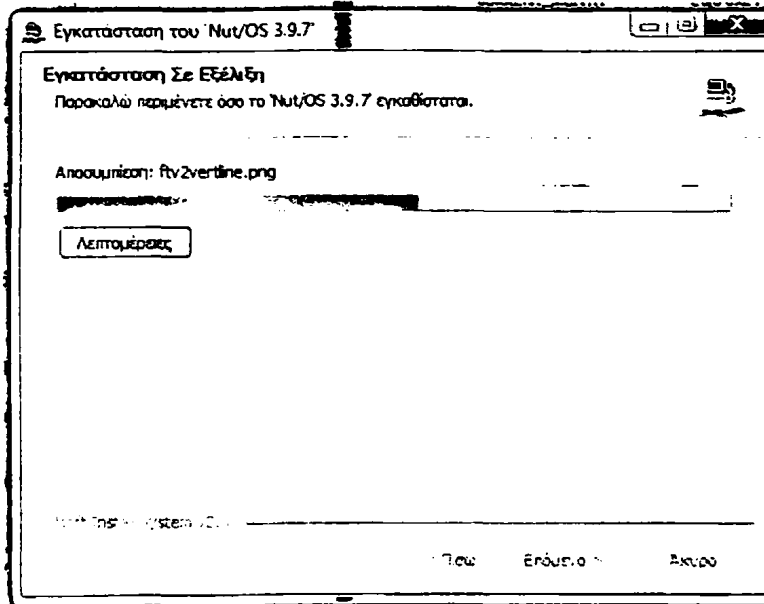 Εγκατάσταση του 'Nut/OS 3.9.7'
Εγκατάσταση Σε Εξέλιξη
Παρακαλώ περιμένετε όσο το 'Nut/OS 3.9.7' εγκαθίσταται.
Αποσυμπίεση: ftv2vertline.png
Λεπτομέρειες
Επόμενο >
Άκυρο